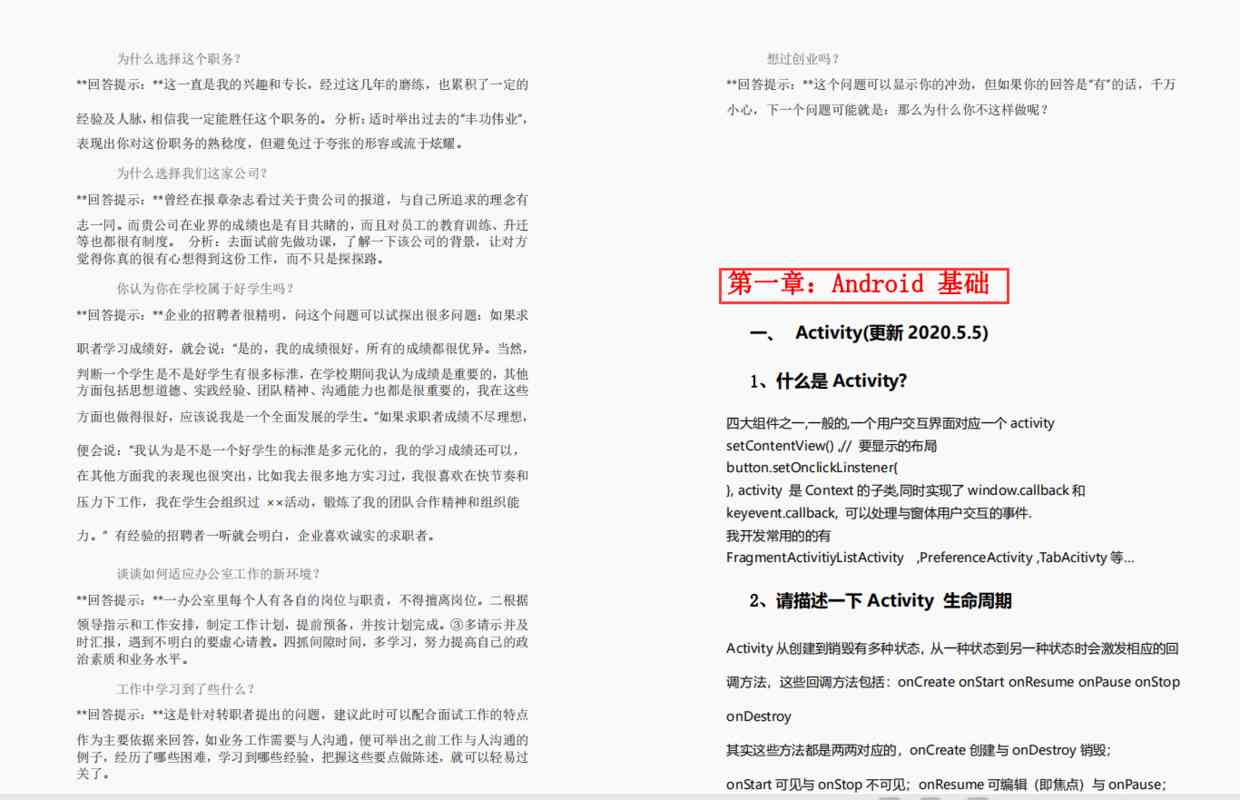 为什么选择这个职务？
**回答提示：**这一直是我的兴趣和专长，经过这几年的磨练，也累积了一定的
经验及人脉，相信我一定能胜任这个职务的。分析：适时举出过去的“丰功伟业”，
表现出你对这份职务的熟稔度，但避免过于夸张的形容或流于炫耀。
为什么选择我们这家公司？
**回答提示：**曾经在报章杂志看过关于贵公司的报道，与自己所追求的理念有
志一同。而贵公司在业界的成绩也是有目共睹的，而且对员工的教育训练、升迁
等也都很有制度。 分析：去面试前先做功课，了解一下该公司的背景，让对方
觉得你真的很有心想得到这份工作，而不只是探探路。
你认为你在学校属于好学生吗？
**回答提示：**企业的招聘者很精明，问这个问题可以试探出很多问题：如果求
职者学习成绩好，就会说：“是的，我的成绩很好，所有的成绩都很优异。当然，
判断一个学生是不是好学生有很多标准，在学校期间我认为成绩是重要的，其他
方面包括思想道德、实践经验、团队精神、沟通能力也都是很重要的，我在这些
方面也做得很好，应该说我是一个全面发展的学生。”如果求职者成绩不尽理想，
便会说：“我认为是不是一个好学生的标准是多元化的，我的学习成绩还可以，
在其他方面我的表现也很突出，比如我去很多地方实习过，我很喜欢在快节奏和
压力下工作，我在学生会组织过 ××活动，锻炼了我的团队合作精神和组织能
力。” 有经验的招聘者一听就会明白，企业喜欢诚实的求职者。
谈谈如何适应办公室工作的新环境？
**回答提示：**一办公室里每个人有各自的岗位与职责，不得擅离岗位。二根据
领导指示和工作安排，制定工作计划，提前预备，并按计划完成。③多请示并及
时汇报，遇到不明白的要虚心请教。四抓间隙时间，多学习，努力提高自己的政
治素质和业务水平。
工作中学习到了些什么？
**回答提示：**这是针对转职者提出的问题，建议此时可以配合面试工作的特点
作为主要依据来回答，如业务工作需要与人沟通，便可举出之前工作与人沟通的
例子，经历了哪些困难，学习到哪些经验，把握这些要点做陈述，就可以轻易过
关了。
想过创业吗？
**回答提示：**这个问题可以显示你的冲劲，但如果你的回答是“有”的话，千万
小心，下一个问题可能就是：那么为什么你不这样做呢？
第一章：Android 基础
一、 Activity(更新 2020.5.5)
1、什么是 Activity?
四大组件之一,一般的,一个用户交互界面对应一个 activity
setContentView() ,// 要显示的布局
button.setOnclickLinstener{
}, activity 是 Context 的子类,同时实现了 window.callback 和
keyevent.callback, 可以处理与窗体用户交互的事件.
我开发常用的的有
FragmentActivitiyListActivity ,PreferenceActivity ,TabAcitivty 等…
2、请描述一下 Activity 生命周期
Activity 从创建到销毁有多种状态, 从一种状态到另一种状态时会激发相应的回
调方法，这些回调方法包括：onCreate onStart onResume onPause onStop
onDestroy
其实这些方法都是两两对应的，onCreate 创建与 onDestroy 销毁；
onStart 可见与 onStop 不可见；onResume 可编辑（即焦点）与 onPause；